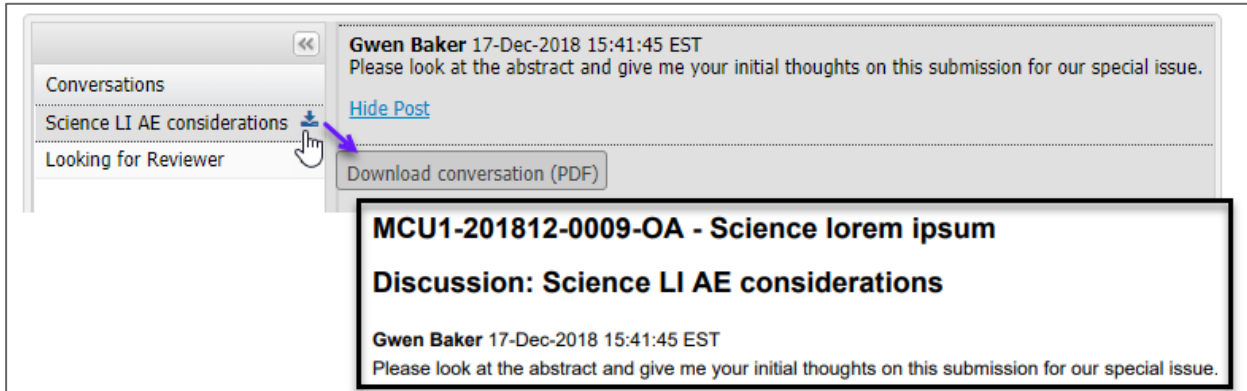 Conversations
Science LI AE considerations
Looking for Reviewer
Gwen Baker 17-Dec-2018 15:41:45 EST
Please look at the abstract and give me your initial thoughts on this submission for our special issue.
Hide Post
Download conversation (PDF)
MCU1-201812-0009-OA - Science lorem ipsum
Discussion: Science LI AE considerations
Gwen Baker 17-Dec-2018 15:41:45 EST
Please look at the abstract and give me your initial thoughts on this submission for our special issue.